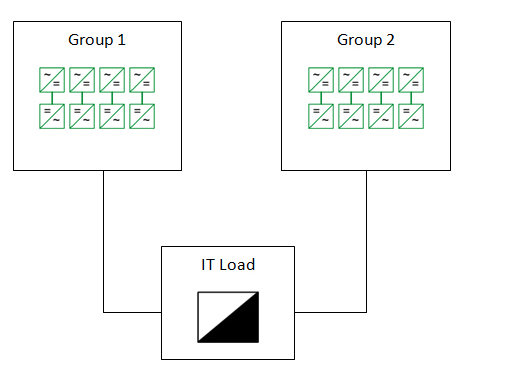 Group 1
Group 2
~ ~ ~ ~
= = = =
= = = =
~ ~ ~ ~
~ ~ ~ ~
= = = =
= = = =
~ ~ ~ ~
IT Load